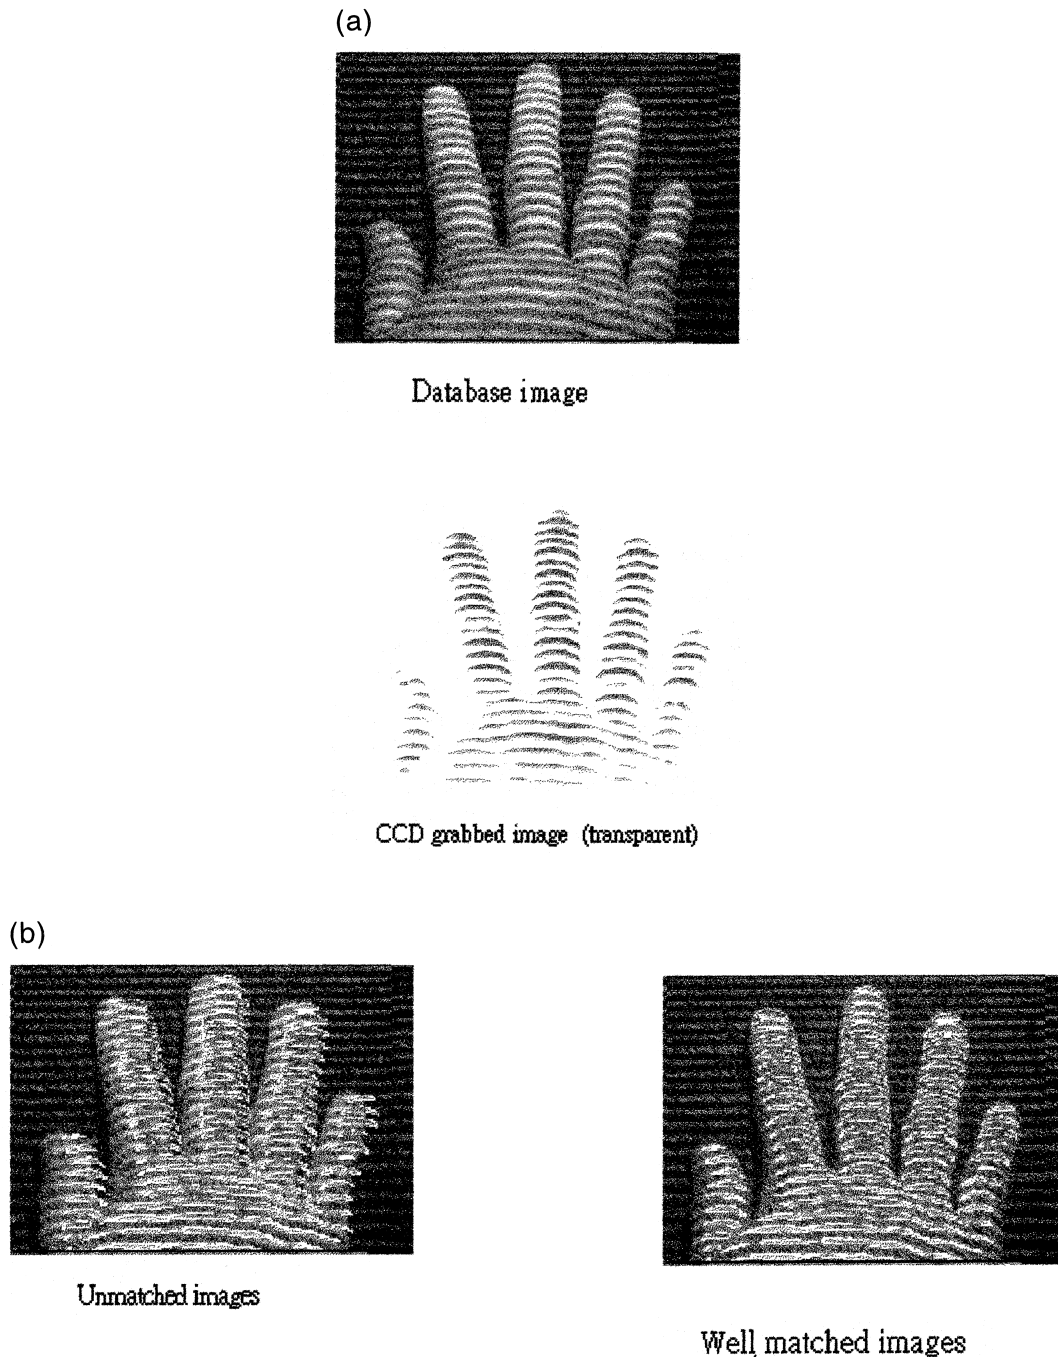 (a)
Database image
CCD grabbed image (transparent)
(b)
Unmatched images
Well matched images